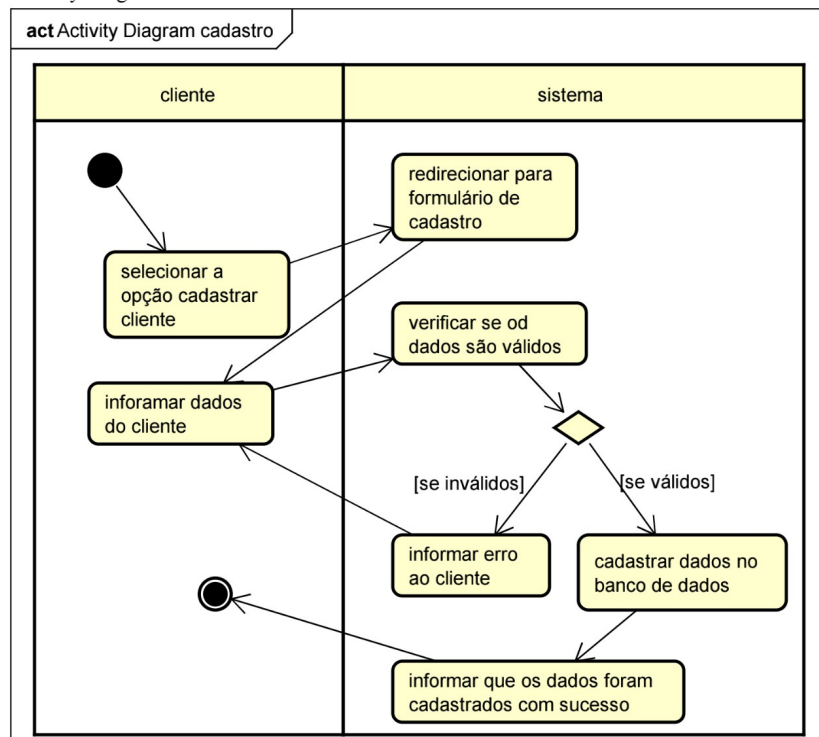 act Activity Diagram cadastro
cliente
sistema
redirecionar para
formulário de
cadastro
selecionar a
opção cadastrar
cliente
verificar se od
dados são válidos
inforamar dados
do cliente
[se inválidos]
[se válidos]
informar erro
ao cliente
cadastrar dados no
banco de dados
informar que os dados foram
cadastrados com sucesso